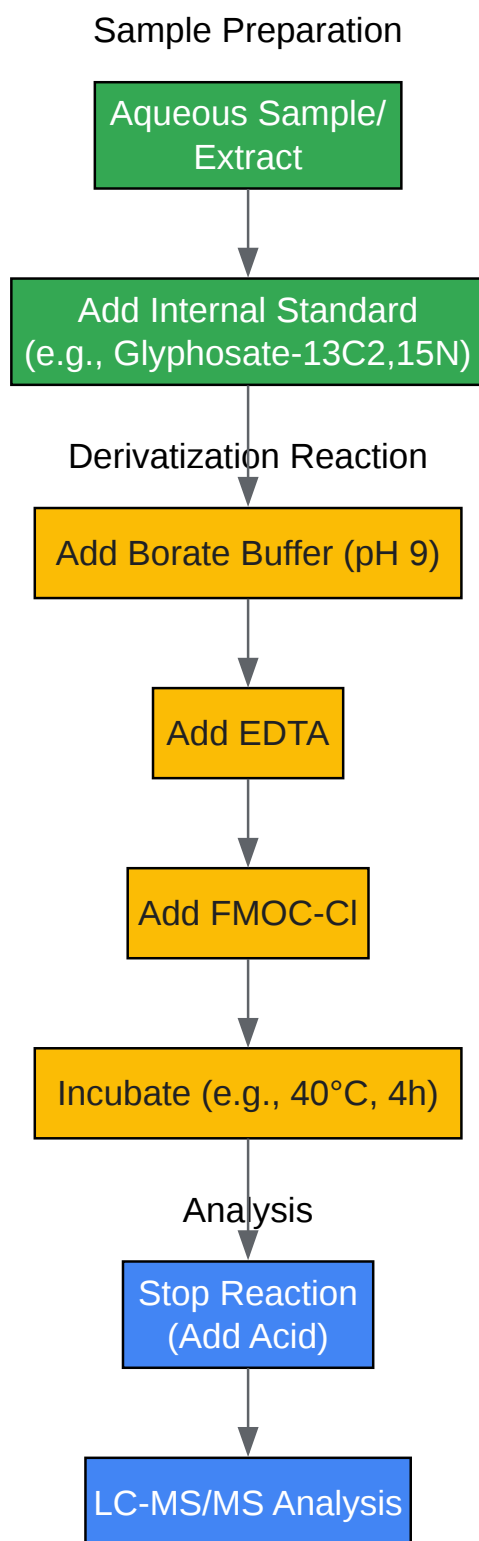 Sample Preparation
Aqueous Sample/
Extract
Add Internal Standard
(e.g., Glyphosate-13C2,15N)
Derivatization Reaction
Add Borate Buffer (pH 9)
Add EDTA
Add FMOC-Cl
Incubate (e.g., 40°C, 4h)
Analysis
Stop Reaction
(Add Acid)
LC-MS/MS Analysis